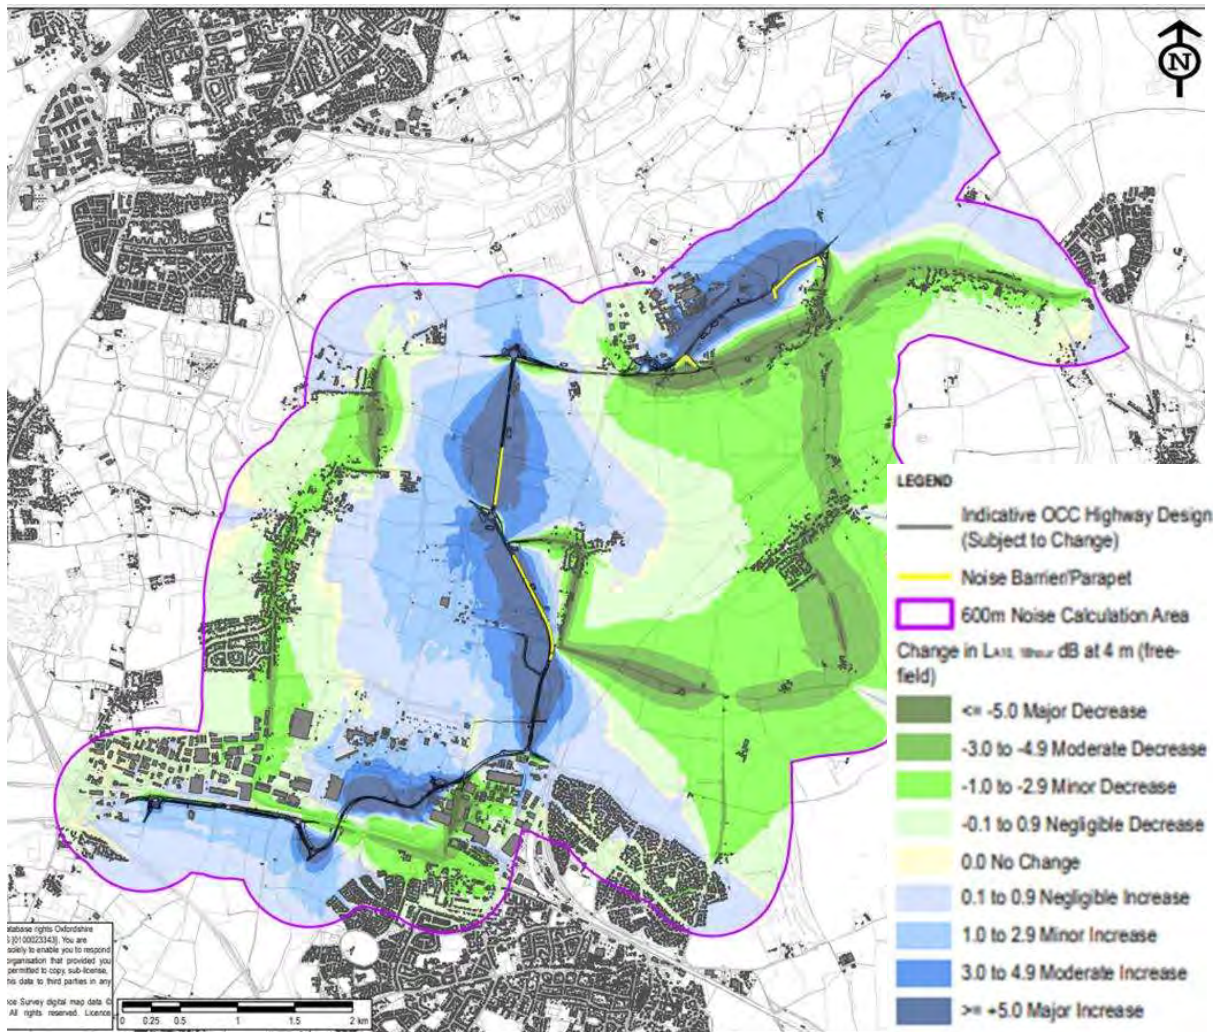 N
LEGEND
Indicative OCC Highway Design
(Subject to Change)
Noise Barrier/Parapet
600m Noise Calculation Area
Change in LA10, 18hour dB at 4 m (free-
field)
<= -5.0 Major Decrease
-3.0 to -4.9 Moderate Decrease
-1.0 to -2.9 Minor Decrease
-0.1 to 0.9 Negligible Decrease
0.0 No Change
0.1 to 0.9 Negligible Increase
1.0 to 2.9 Minor Increase
3.0 to 4.9 Moderate Increase
>= +5.0 Major Increase
atabase rights Oxfordshire
[0100023343]. You are
solely to enable you to respond
organisation that provided you
permitted to copy, sub-license,
his data to third parties in any
nce Survey digital map data ©
All rights reserved. Licence
0 0.25 0.5 1 1.5 2 km